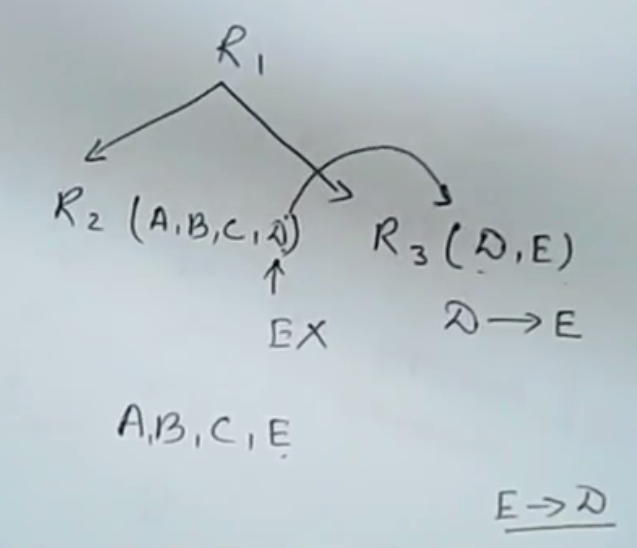 R1
R2 (A,B,C,D)
R3 (D,E)
D→E
↑
EX
A,B,C,E
E→D